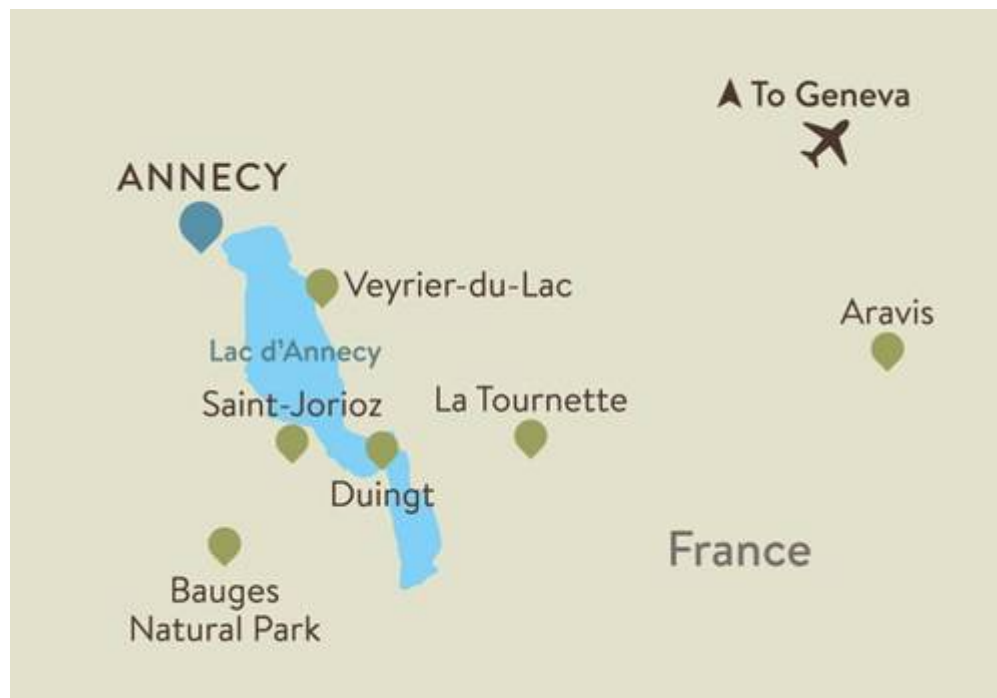 To Geneva
ANNECY
Veyrier-du-Lac
Aravis
Lac d'Annecy
Saint-Jorioz
La Tournette
Duingt
France
Bauges
Natural Park